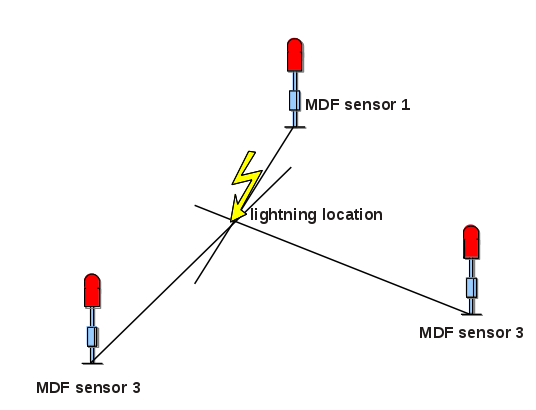 MDF sensor 1
lightning location
MDF sensor 3
MDF sensor 3